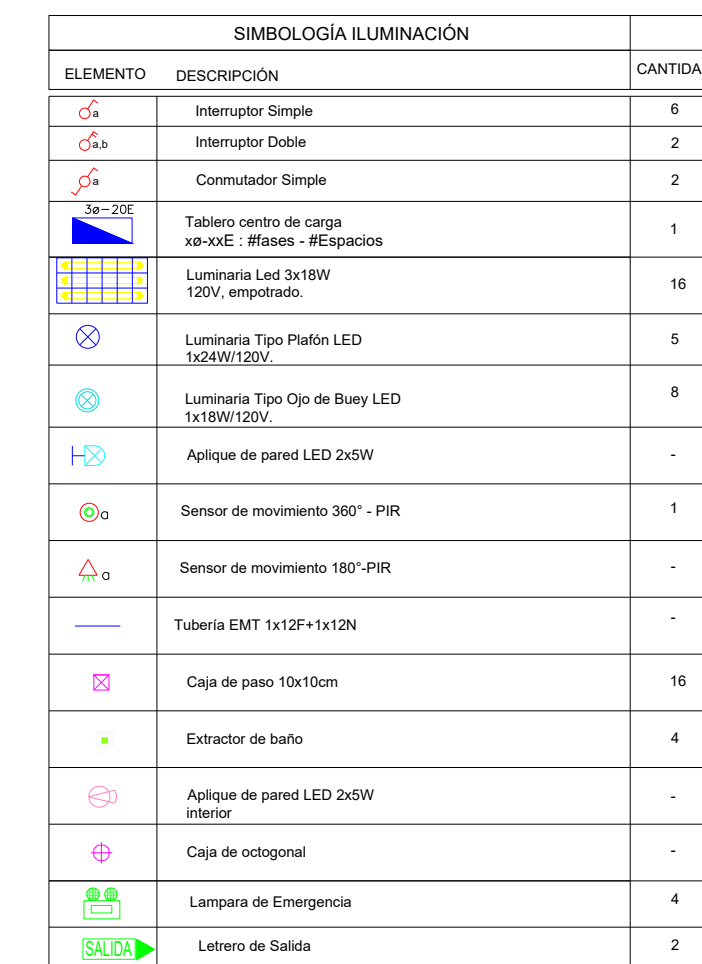 SIMBOLOGÍA ILUMINACIÓN
ELEMENTO DESCRIPCIÓN CANTIDA
a Interruptor Simple 6
a,b Interruptor Doble 2
a Conmutador Simple 2
3ø-20E
Tablero centro de carga
xø-xxE : #fases - #Espacios 1
Luminaria Led 3x18W
120V, empotrado. 16
Luminaria Tipo Plafón LED 5
1x24W/120V.
8
Luminaria Tipo Ojo de Buey LED
1x18W/120V.
Aplique de pared LED 2x5W -
a Sensor de movimiento 360° - PIR 1
a Sensor de movimiento 180°-PIR -
Tubería EMT 1x12F+1x12N -
Caja de paso 10x10cm 16
Extractor de baño 4
Aplique de pared LED 2x5W -
interior
Caja de octogonal -
Lampara de Emergencia 4
SALIDA Letrero de Salida 2